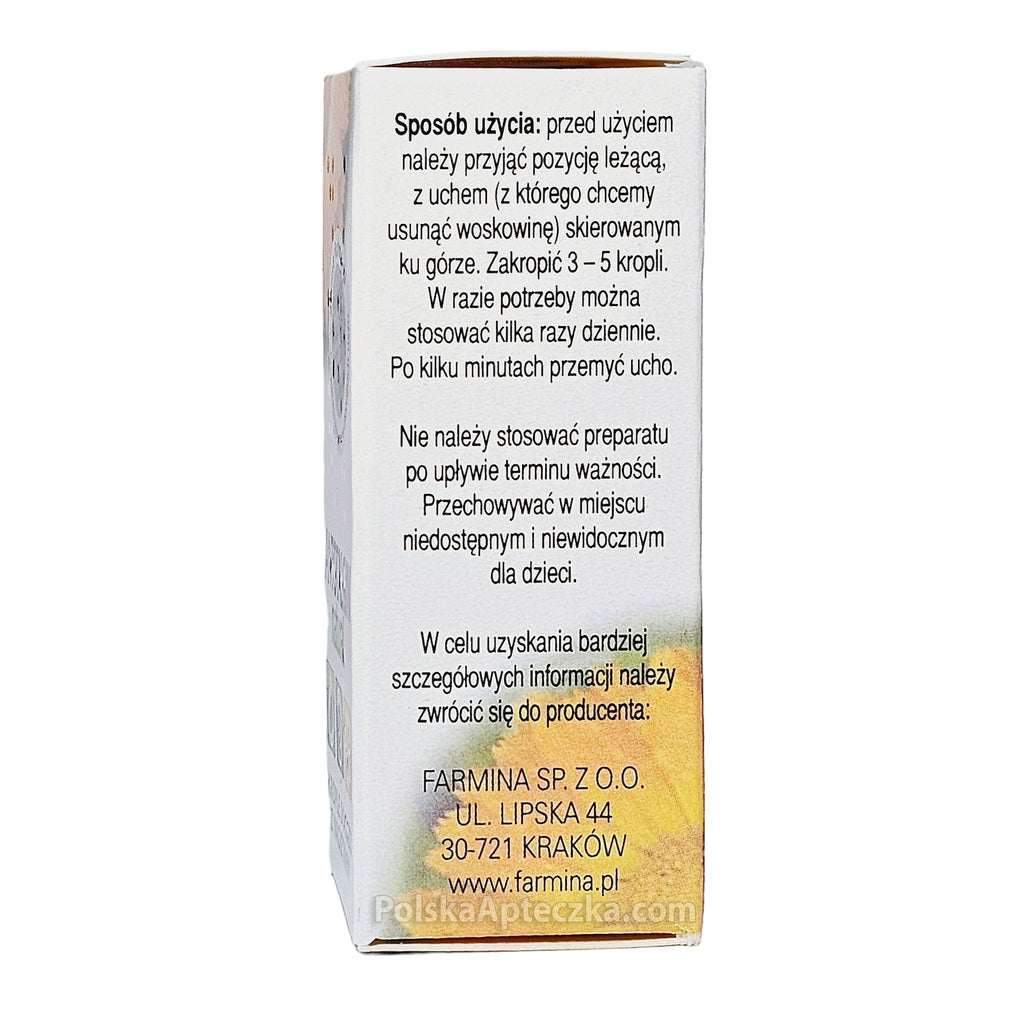 Sposób użycia: przed użyciem
należy przyjąć pozycję leżącą,
z uchem (z którego chcemy
usunąć woskowinę) skierowanym
ku górze. Zakropić 3 – 5 kropli.
W razie potrzeby można
stosować kilka razy dziennie.
Po kilku minutach przemyć ucho.
Nie należy stosować preparatu
po upływie terminu ważności.
Przechowywać w miejscu
niedostępnym i niewidocznym
dla dzieci.
W celu uzyskania bardziej
szczegółowych informacji należy
zwrócić się do producenta:
FARMINA SP. Z O.O.
UL. LIPSKA 44
30-721 KRAKÓW
www.farmina.pl
PolskaApteczka.com